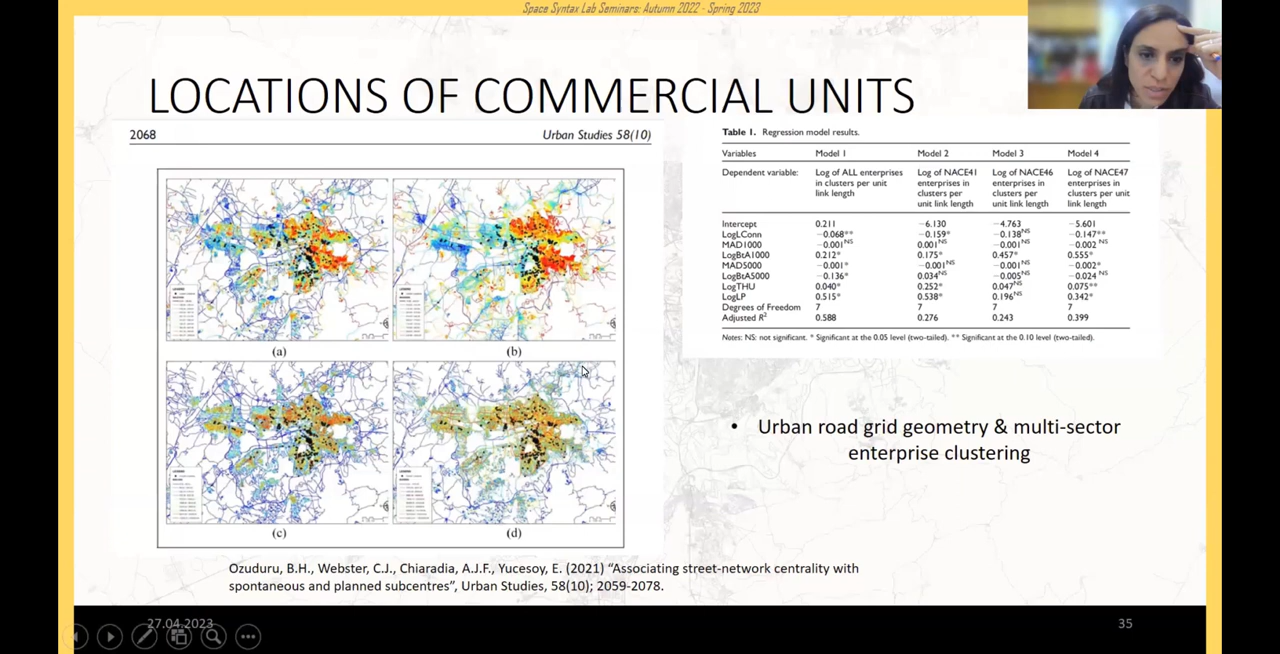 Space Syntax Lab Seminars: Autumn 2022 - Spring 2023
LOCATIONS OF COMMERCIAL UNITS
2068
Urban Studies 58(10)
(a)
(b)
(c)
(d)
Table 1. Regression model results.
Variables Model 1 Model 2 Model 3 Model 4
Dependent variable: Log of ALL enterprises Log of NACE41 Log of NACE46 Log of NACE47
in clusters per unit enterprises in enterprises in enterprises in
link length clusters per clusters per clusters per unit
unit link length unit link length link length
Intercept 0.211 −6.130 −4.763 −5.601
LogLConn −0.068** −0.159* −0.138NS −0.147**
MAD1000 −0.001NS 0.001NS −0.001NS −0.002 NS
LogBtA1000 0.212* 0.175* 0.457* 0.555*
MAD5000 −0.001* −0.001NS −0.001NS −0.002*
LogBtA5000 −0.136* 0.034NS −0.005NS −0.024 NS
LogTHU 0.040* 0.252* 0.047NS 0.075**
LogLP 0.515* 0.538* 0.196NS 0.342*
Degrees of Freedom 7 7 7 7
Adjusted R2 0.588 0.276 0.243 0.399
Notes: NS: not significant. * Significant at the 0.05 level (two-tailed). ** Significant at the 0.10 level (two-tailed).
• Urban road grid geometry & multi-sector
enterprise clustering
Ozuduru, B.H., Webster, C.J., Chiaradia, A.J.F., Yucesoy, E. (2021) “Associating street-network centrality with
spontaneous and planned subcentres”, Urban Studies, 58(10); 2059-2078.
27.04.2023
35